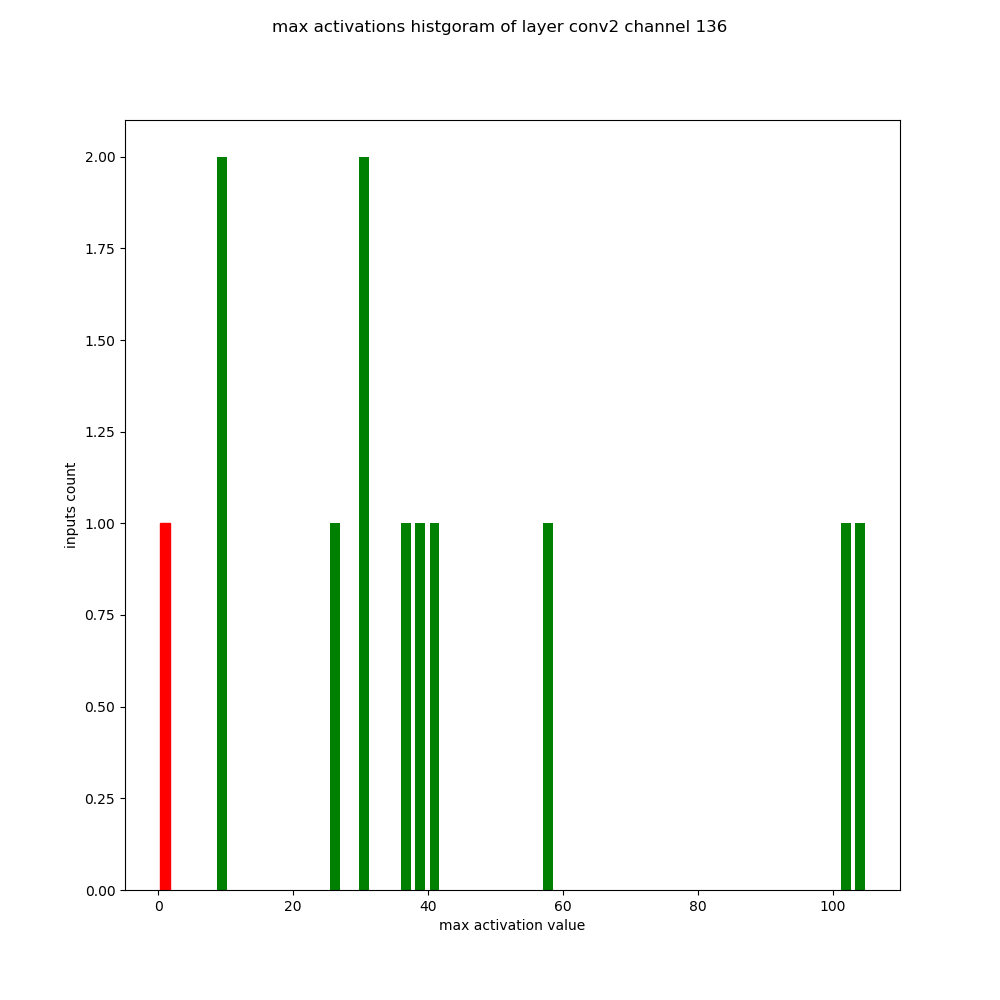 max activations histgoram of layer conv2 channel 136
2.00
1.75
1.50
1.25
1.00
0.75
0.50
0.25
0.00
inputs count
0 20 40 60 80 100
max activation value